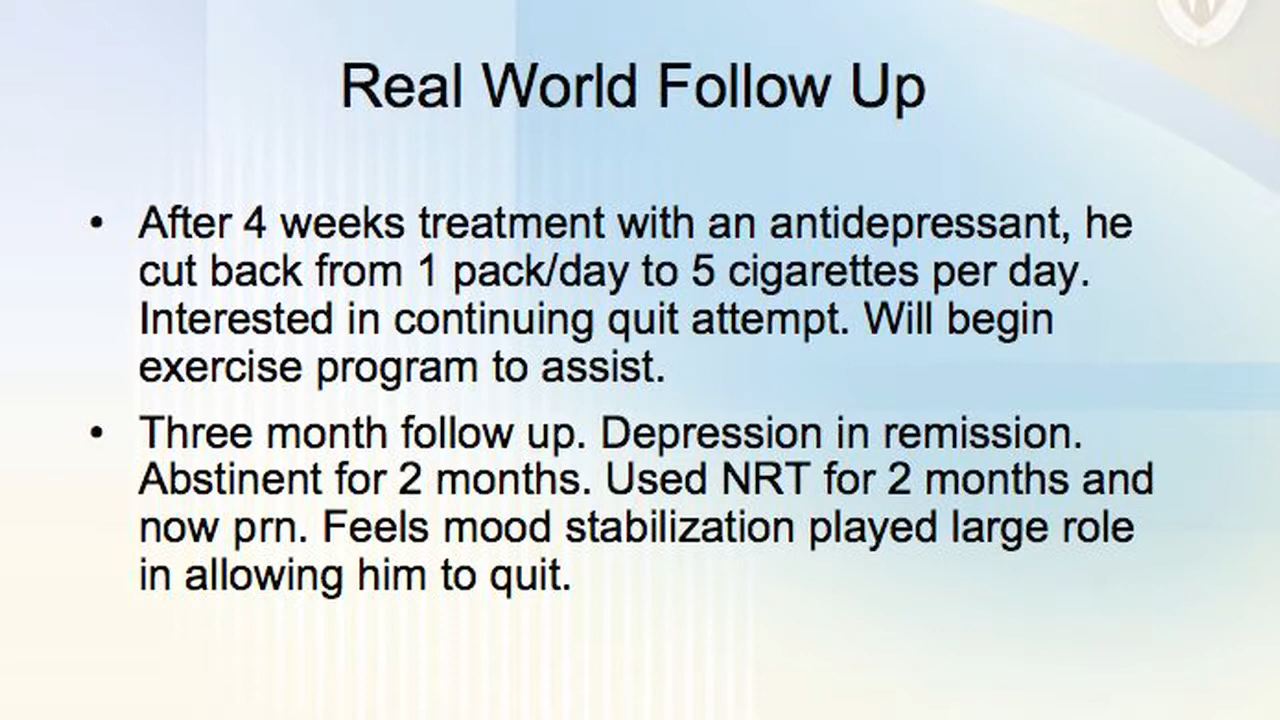 Real World Follow Up
• After 4 weeks treatment with an antidepressant, he
cut back from 1 pack/day to 5 cigarettes per day.
Interested in continuing quit attempt. Will begin
exercise program to assist.
• Three month follow up. Depression in remission.
Abstinent for 2 months. Used NRT for 2 months and
now prn. Feels mood stabilization played large role
in allowing him to quit.